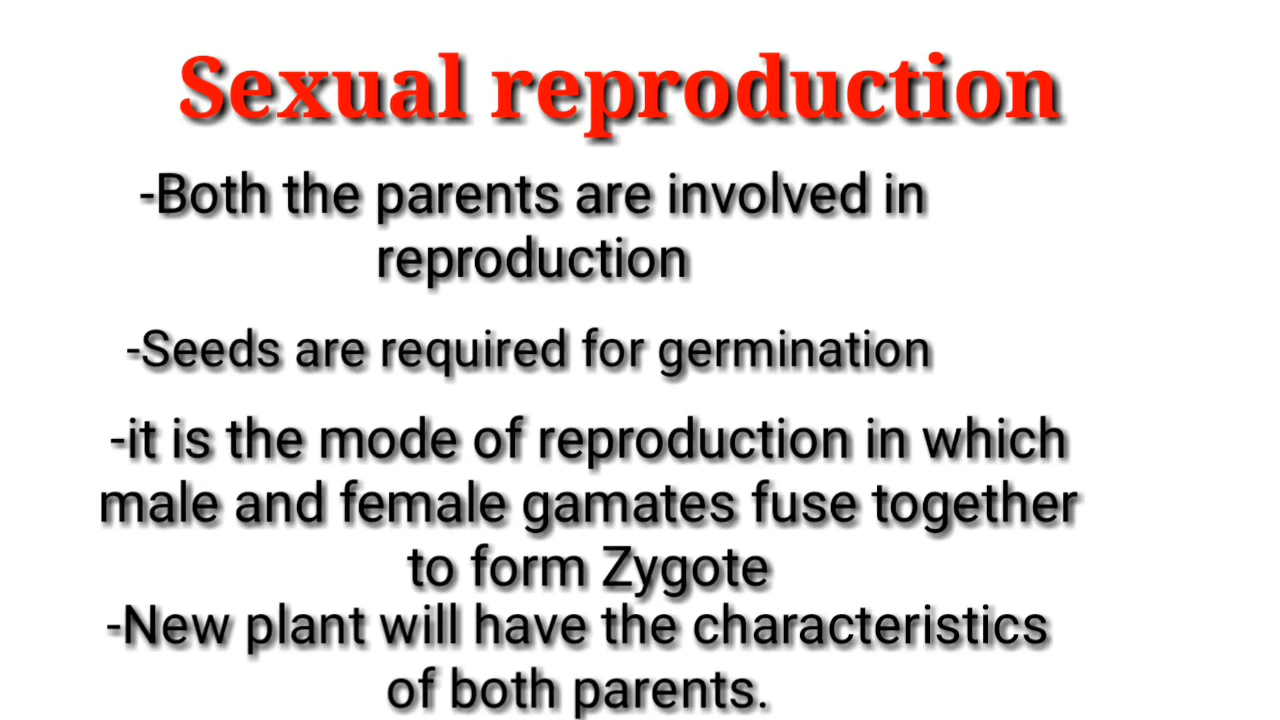 Sexual reproduction
-Both the parents are involved in
reproduction
-Seeds are required for germination
-it is the mode of reproduction in which
male and female gamates fuse together
to form Zygote
-New plant will have the characteristics
of both parents.